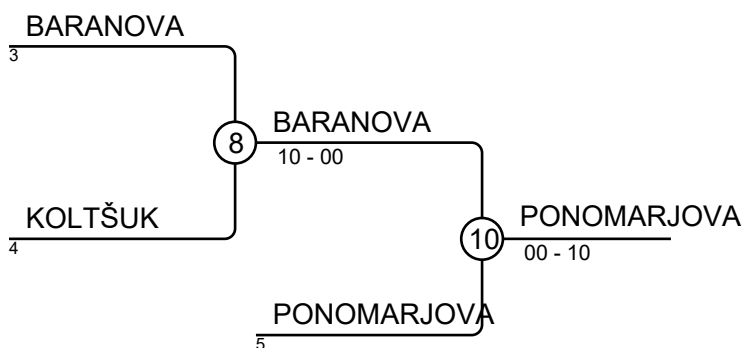 BARANOVA
3
8
BARANOVA
10 - 00
KOLTŠUK
4
10
PONOMARJOVA
00 - 10
PONOMARJOVA
5